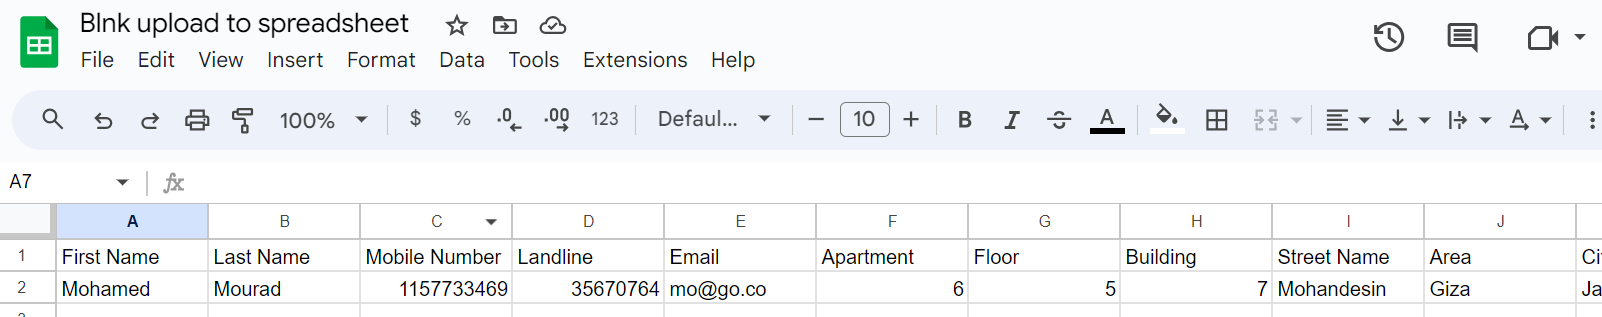 Blnk upload to spreadsheet
File Edit View Insert Format Data Tools Extensions Help
100% $ % .0 .00 123 Defaul... − 10 + B I S A A
A7 fx
A B C D E F G H I J
1 First Name Last Name Mobile Number Landline Email Apartment Floor Building Street Name Area Ci
2 Mohamed Mourad 1157733469 35670764 mo@go.co 6 5 7 Mohandesin Giza Ja